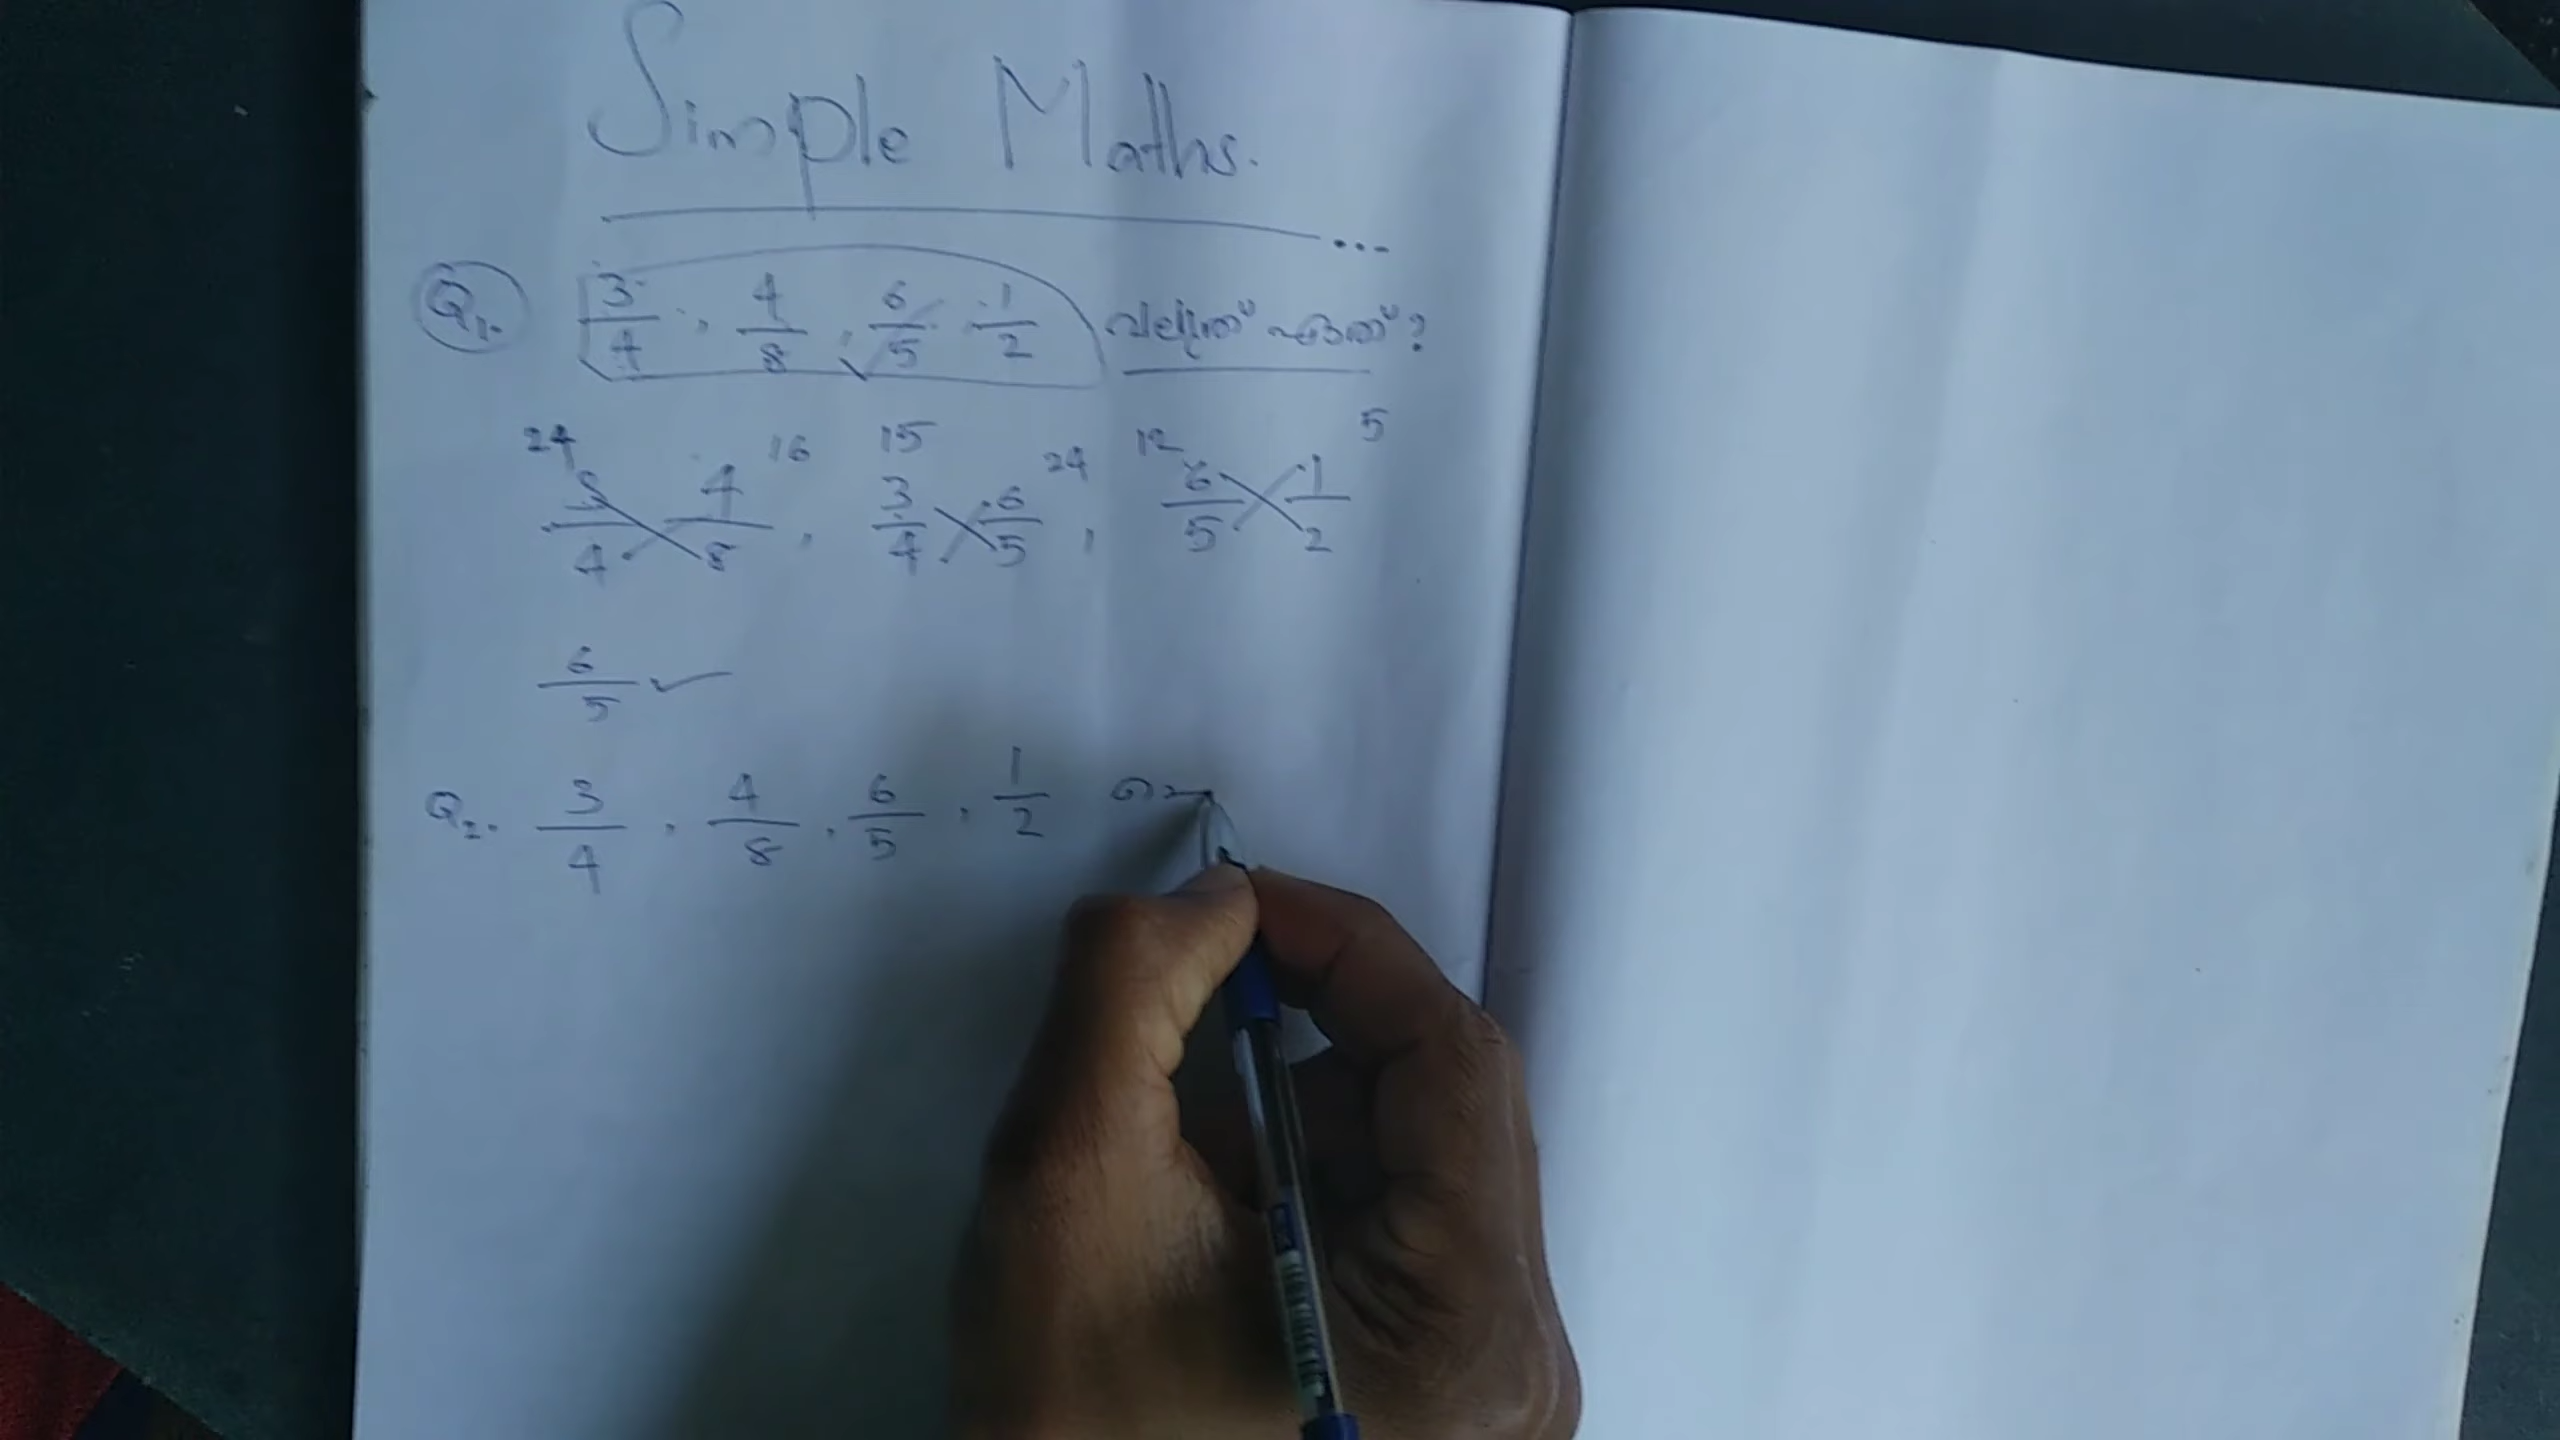 Simple Maths.
...
Q1. 3/4, 4/8, 6/5, 1/2 വലുത് ഏത്?
24 16 15 24 12 5
3/4 4/8, 3/4 6/5, 6/5 1/2
6/5 ✓
Q2. 3/4, 4/8, 6/5, 1/2